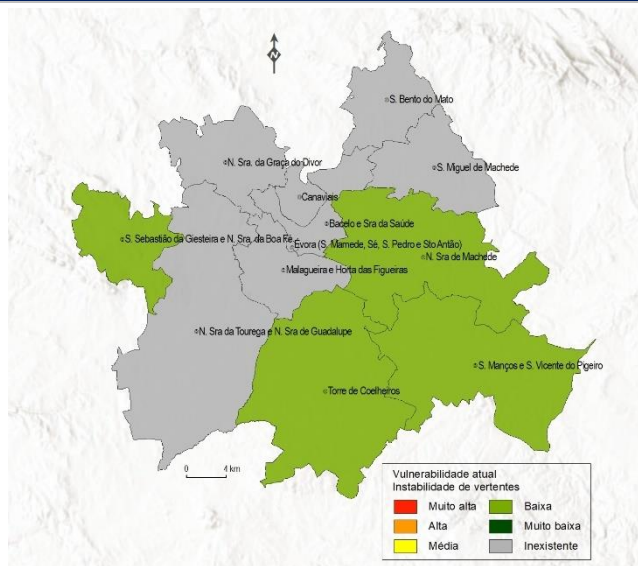 N
S. Bento do Mato
N. Sra. da Graça do Divor
S. Miguel de Machede
Canaviais
Bacelo e Sra da Saúde
S. Sebastião da Giesteira e N. Sra. da Boa Fé
Évora (S. Mamede, Sé, S. Pedro e Sto Antão)
N. Sra de Machede
Malagueira e Horta das Figueiras
N. Sra da Tourega e N. Sra de Guadalupe
S. Manços e S. Vicente do Pigeiro
Torre de Coelheiros
0 4 km
Vulnerabilidade atual
Instabilidade de vertentes
Muito alta Baixa
Alta Muito baixa
Média Inexistente